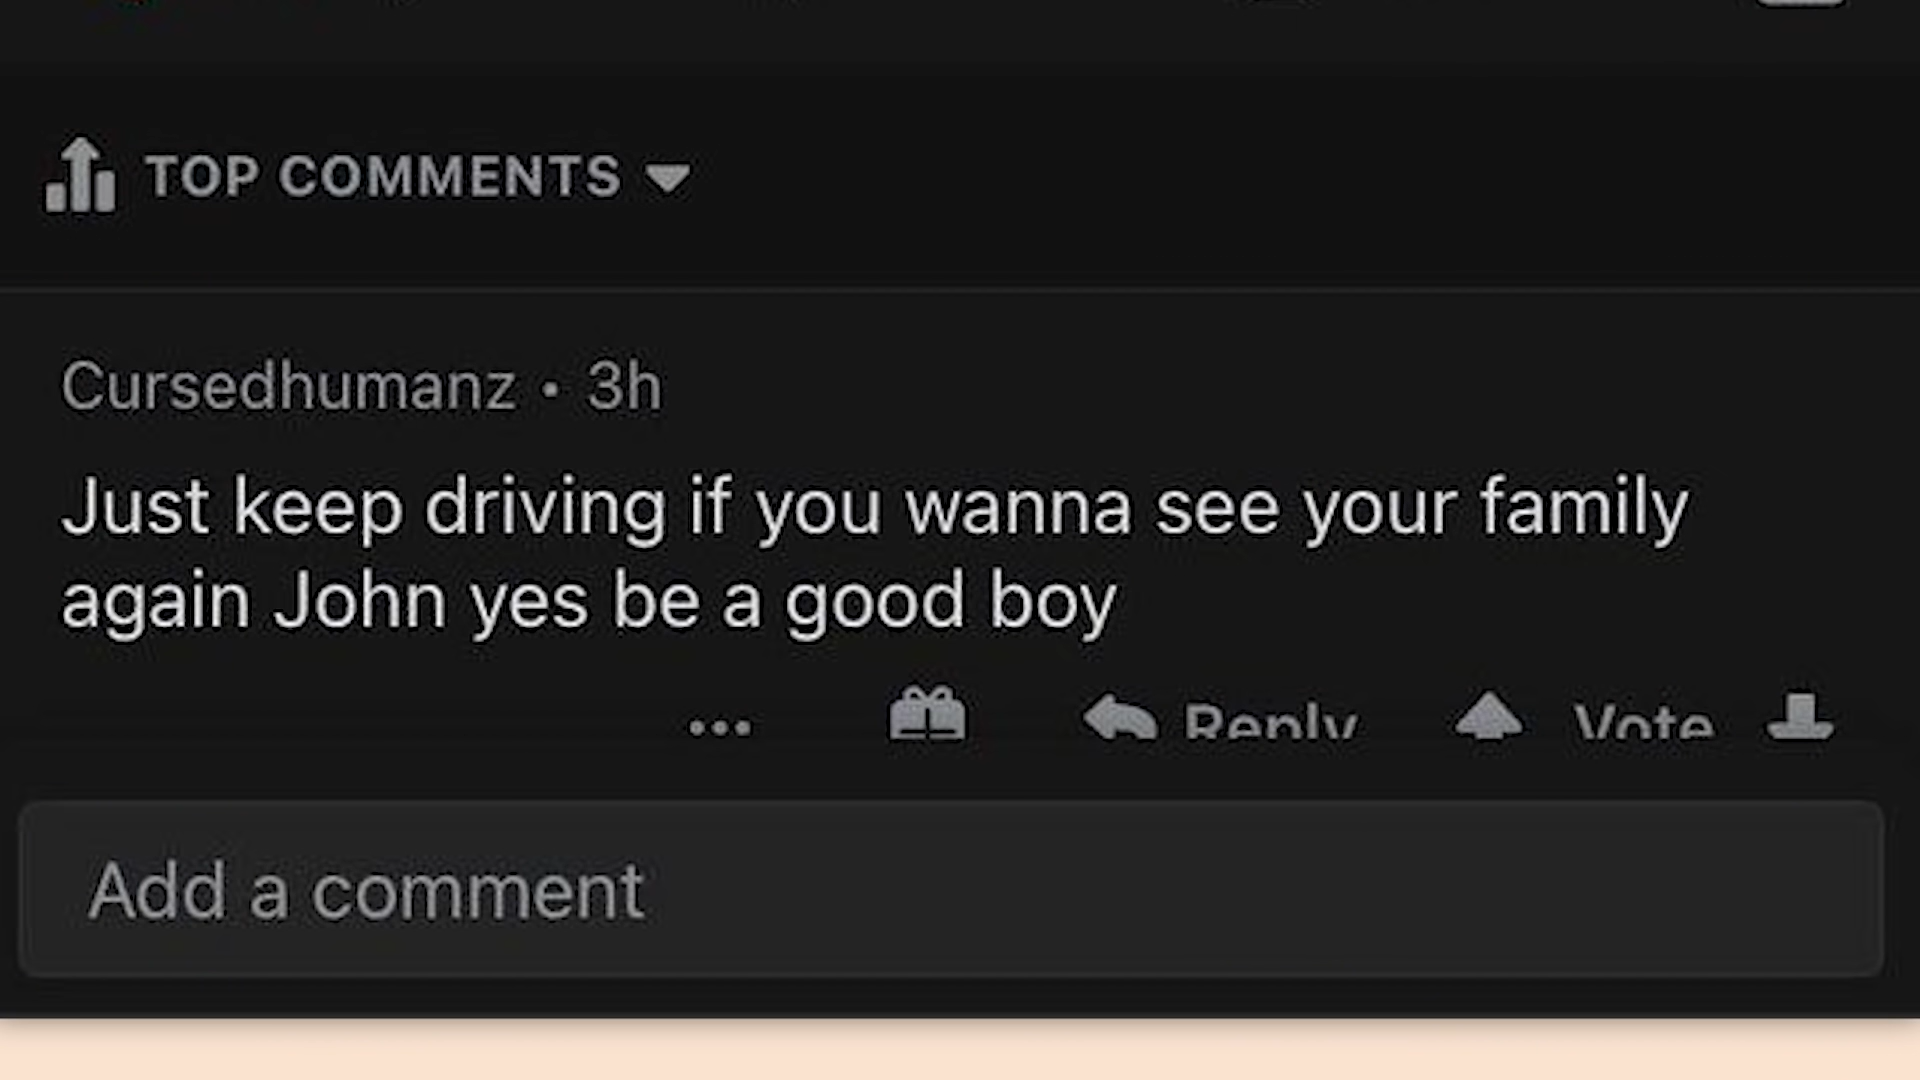 TOP COMMENTS
Cursedhumanz • 3h
Just keep driving if you wanna see your family
again John yes be a good boy
... Reply Vote
Add a comment